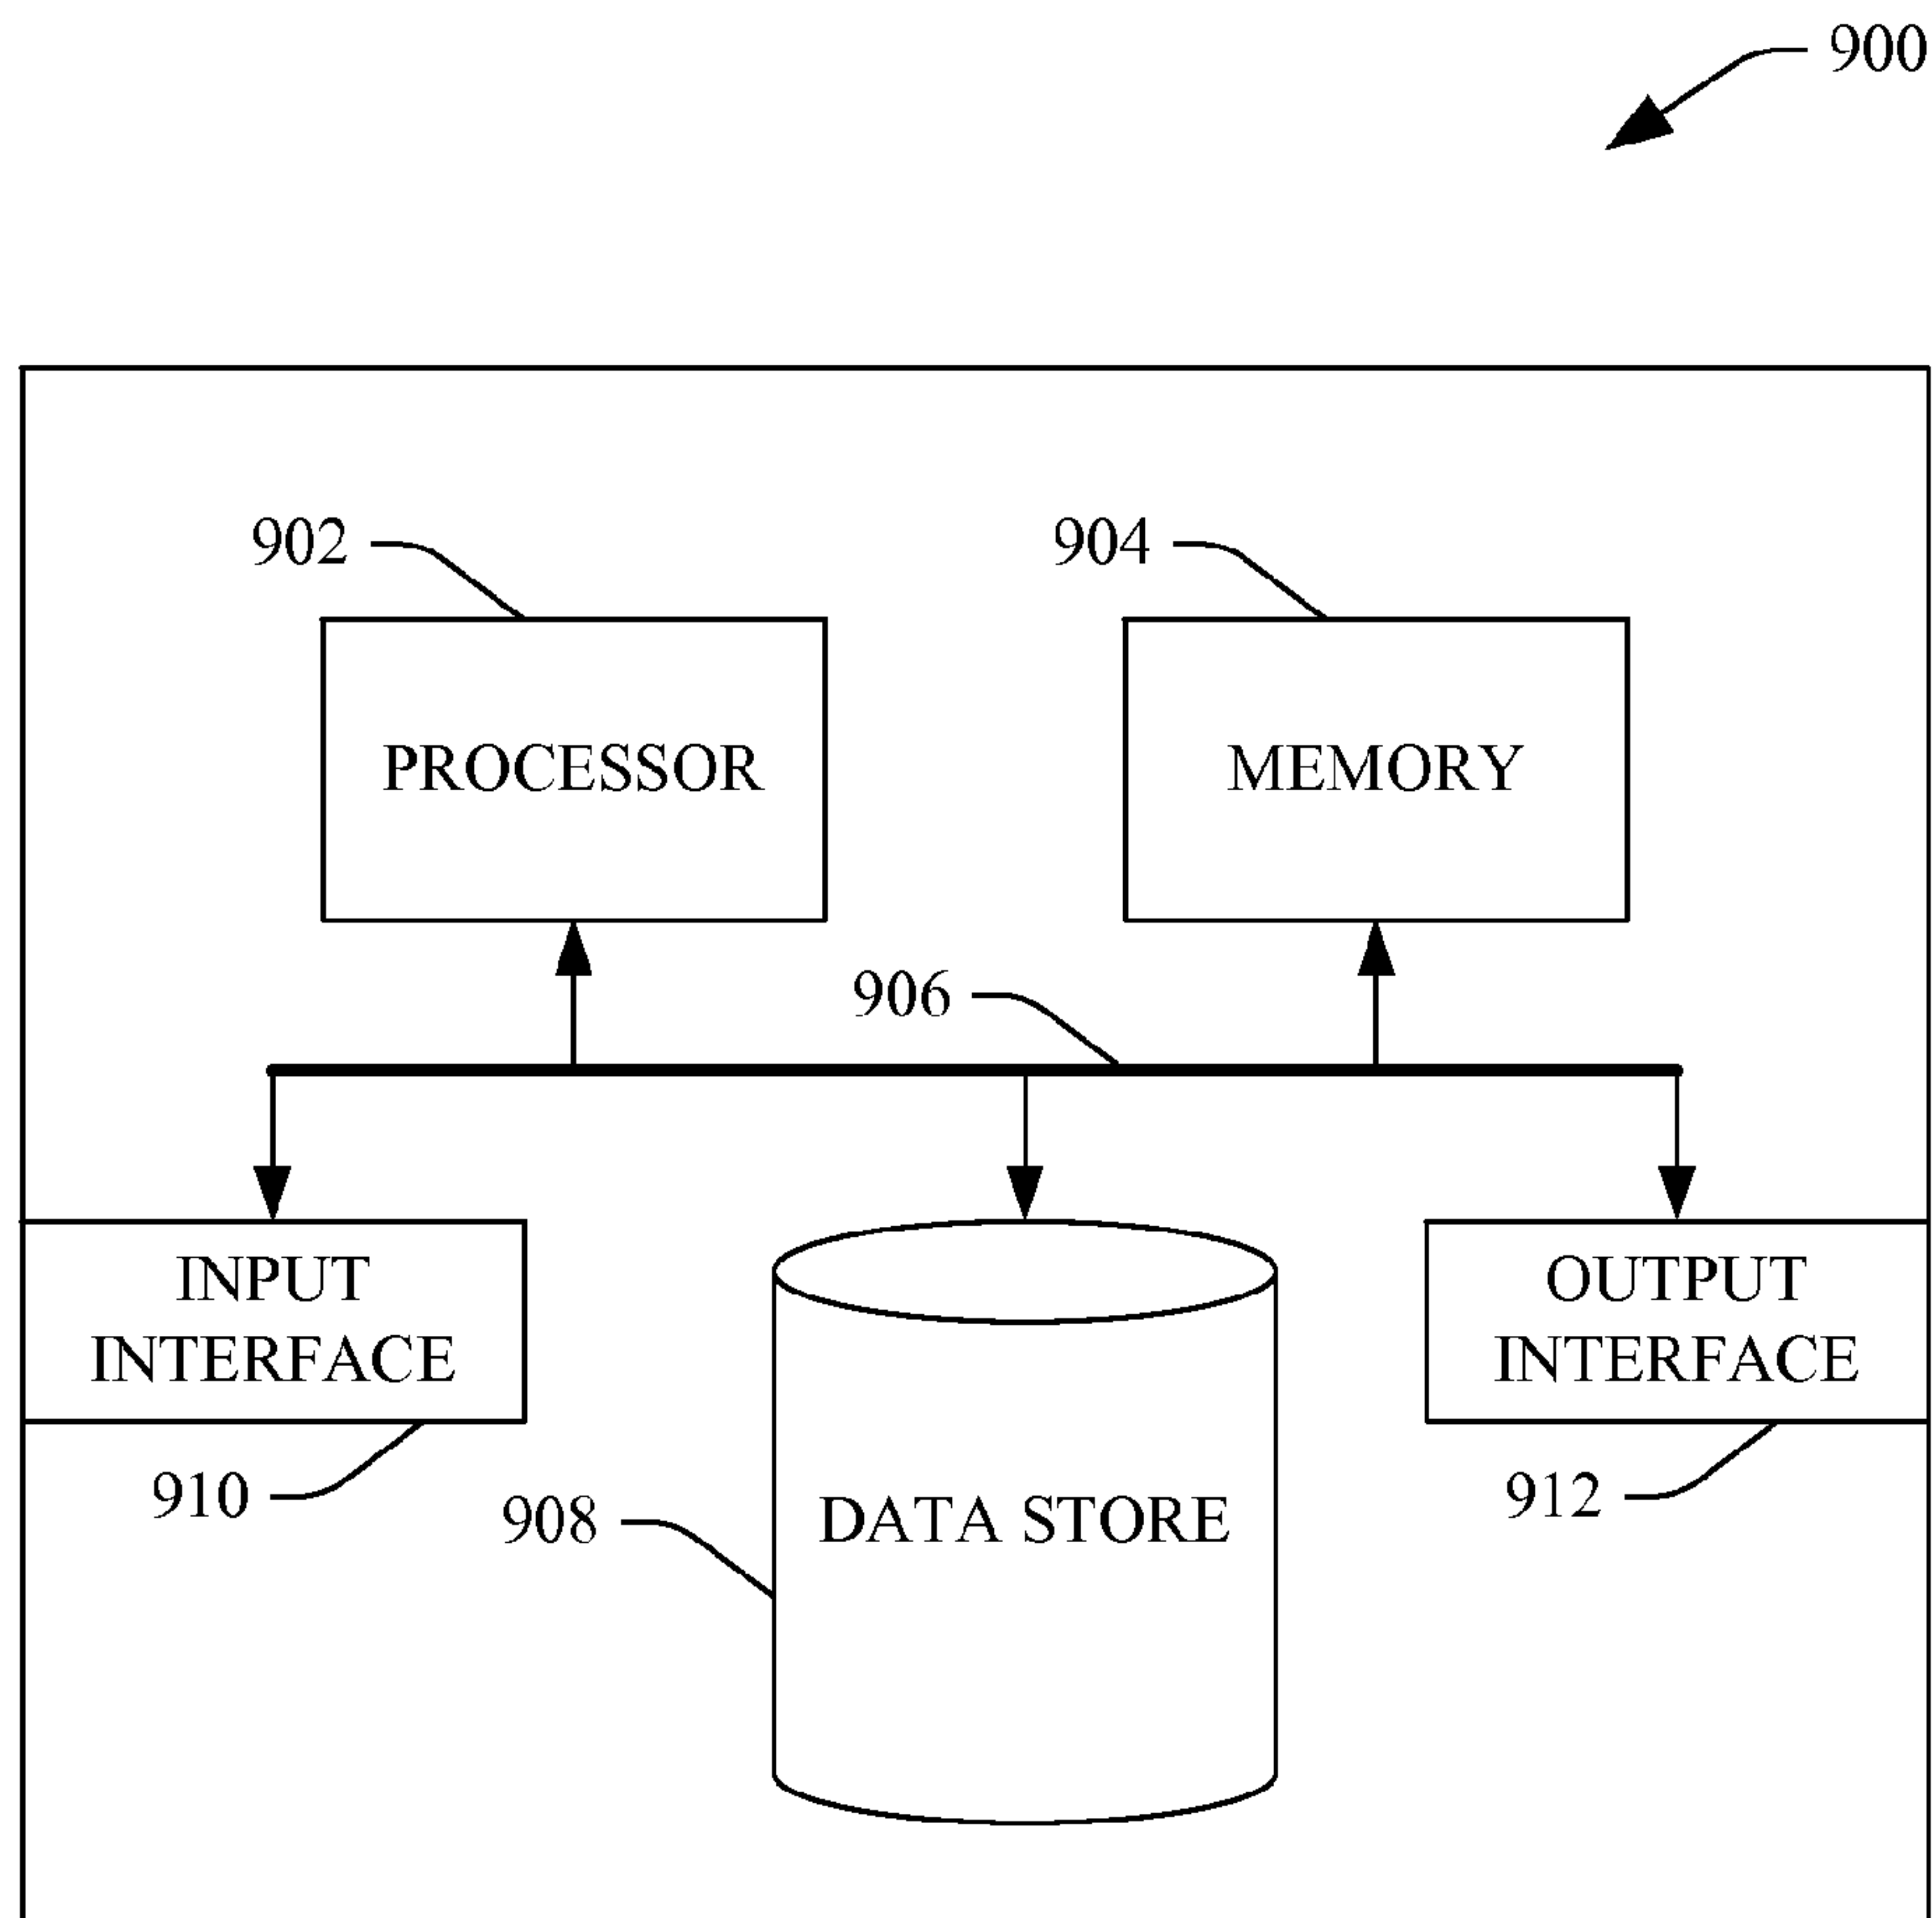 900
902
904
PROCESSOR
MEMORY
906
INPUT
INTERFACE
OUTPUT
INTERFACE
910
908
DATA STORE
912